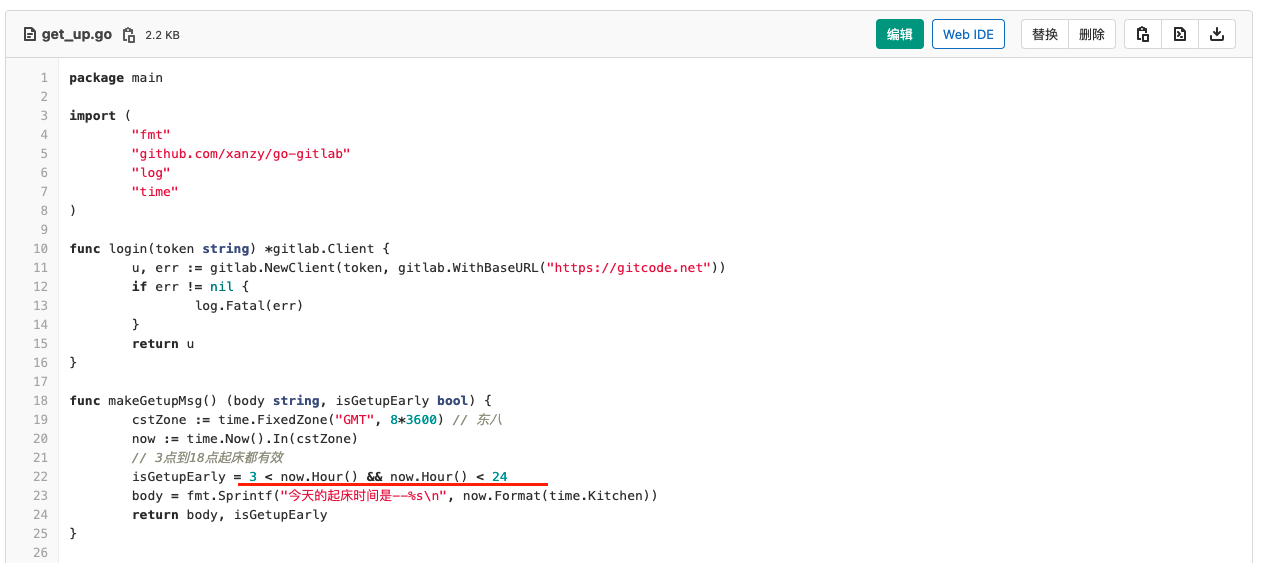 get_up.go 2.2 KB 编辑 Web IDE 替换 删除
1 package main
2
3 import (
4 "fmt"
5 "github.com/xanzy/go-gitlab"
6 "log"
7 "time"
8 )
9
10 func login(token string) *gitlab.Client {
11 u, err := gitlab.NewClient(token, gitlab.WithBaseURL("https://gitcode.net"))
12 if err != nil {
13 log.Fatal(err)
14 }
15 return u
16 }
17
18 func makeGetupMsg() (body string, isGetupEarly bool) {
19 cstZone := time.FixedZone("GMT", 8*3600) // 东八
20 now := time.Now().In(cstZone)
21 // 3点到18点起床都有效
22 isGetupEarly = 3 < now.Hour() && now.Hour() < 24
23 body = fmt.Sprintf("今天的起床时间是--%s\n", now.Format(time.Kitchen))
24 return body, isGetupEarly
25 }
26